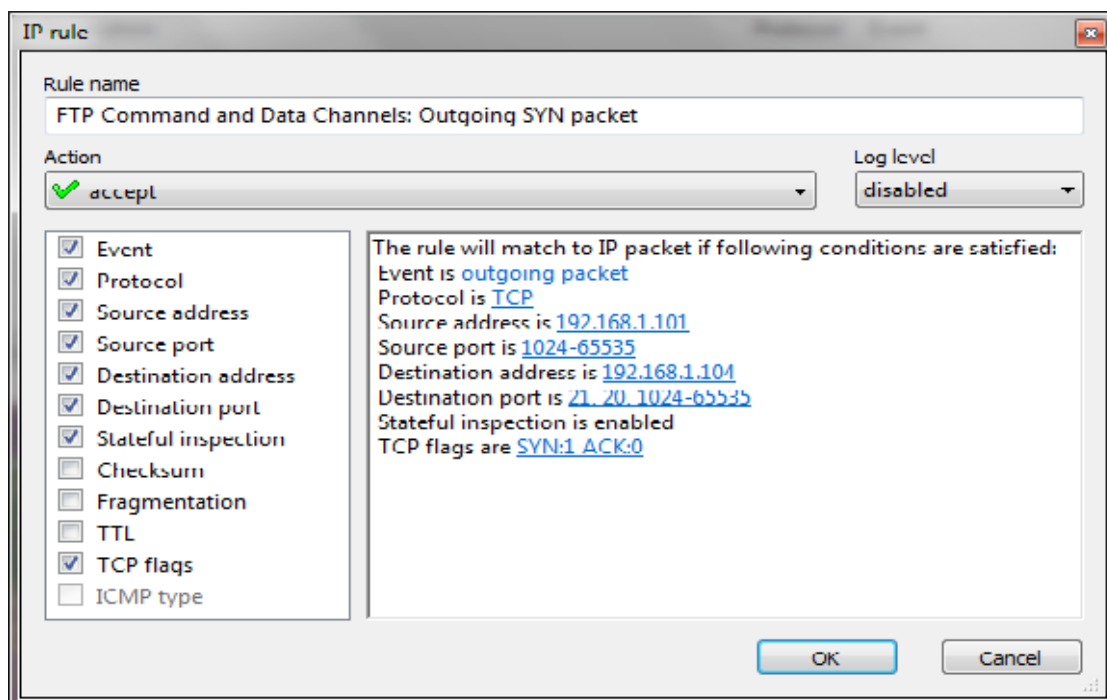 IP rule
Rule name
FTP Command and Data Channels: Outgoing SYN packet
Action
Log level
accept
disabled
Event
Protocol
Source address
Source port
Destination address
Destination port
Stateful inspection
Checksum
Fragmentation
TTL
TCP flags
ICMP type
The rule will match to IP packet if following conditions are satisfied:
Event is outgoing packet
Protocol is TCP
Source address is 192.168.1.101
Source port is 1024-65535
Destination address is 192.168.1.104
Destination port is 21, 20, 1024-65535
Stateful inspection is enabled
TCP flags are SYN:1 ACK:0
OK
Cancel